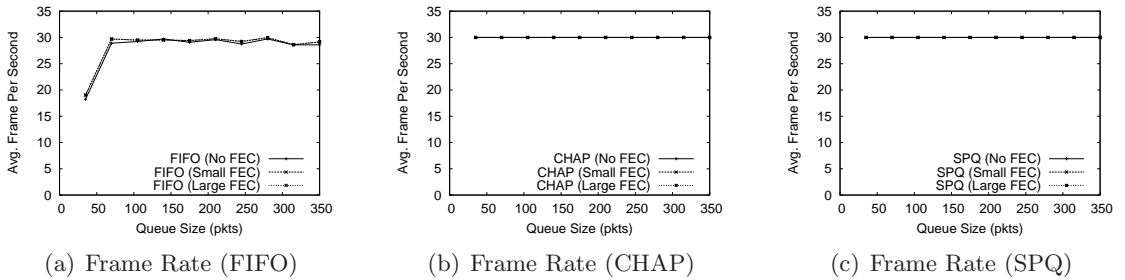 35
30
25
20
15
10
5
0
Avg. Frame Per Second
FIFO (No FEC)
FIFO (Small FEC)
FIFO (Large FEC)
0 50 100 150 200 250 300 350
Queue Size (pkts)
(a) Frame Rate (FIFO)
35
30
25
20
15
10
5
0
Avg. Frame Per Second
CHAP (No FEC)
CHAP (Small FEC)
CHAP (Large FEC)
0 50 100 150 200 250 300 350
Queue Size (pkts)
(b) Frame Rate (CHAP)
35
30
25
20
15
10
5
0
Avg. Frame Per Second
SPQ (No FEC)
SPQ (Small FEC)
SPQ (Large FEC)
0 50 100 150 200 250 300 350
Queue Size (pkts)
(c) Frame Rate (SPQ)